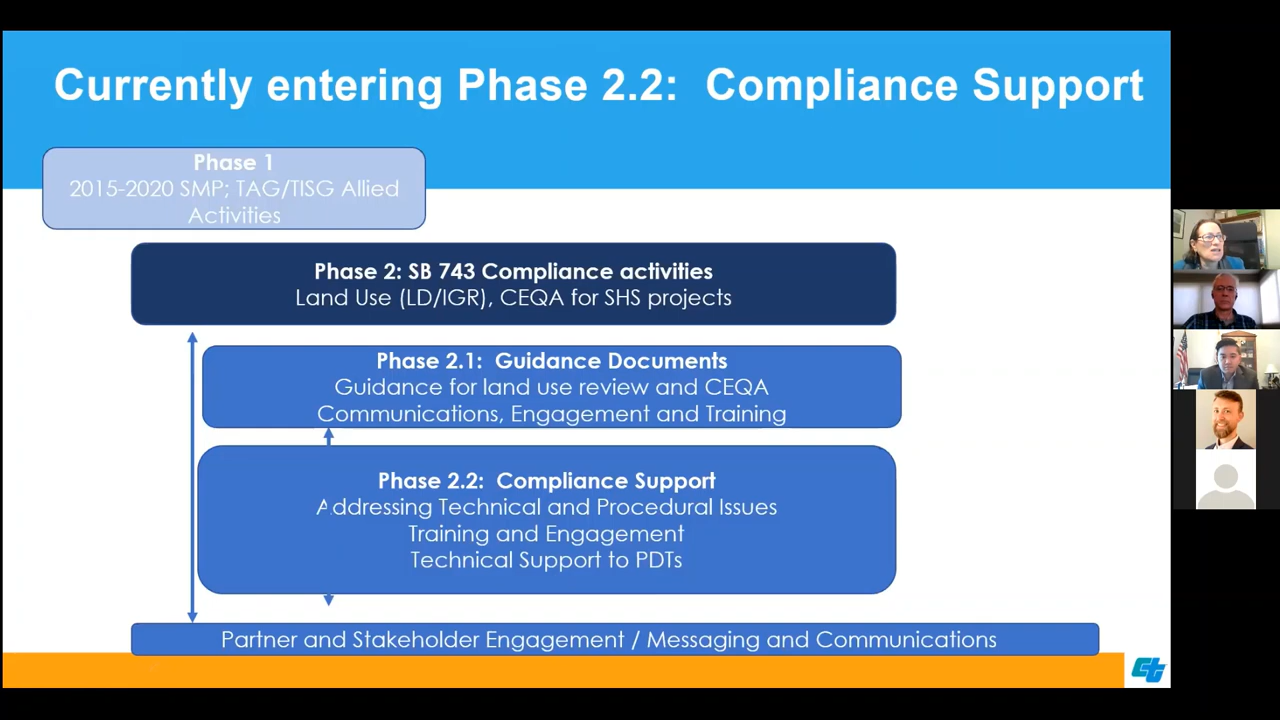 Currently entering Phase 2.2: Compliance Support
Phase 1
2015-2020 SMP; TAG/TISG Allied
Activities
Phase 2: SB 743 Compliance activities
Land Use (LD/IGR), CEQA for SHS projects
Phase 2.1: Guidance Documents
Guidance for land use review and CEQA
Communications, Engagement and Training
Phase 2.2: Compliance Support
Addressing Technical and Procedural Issues
Training and Engagement
Technical Support to PDTs
Partner and Stakeholder Engagement / Messaging and Communications
ct